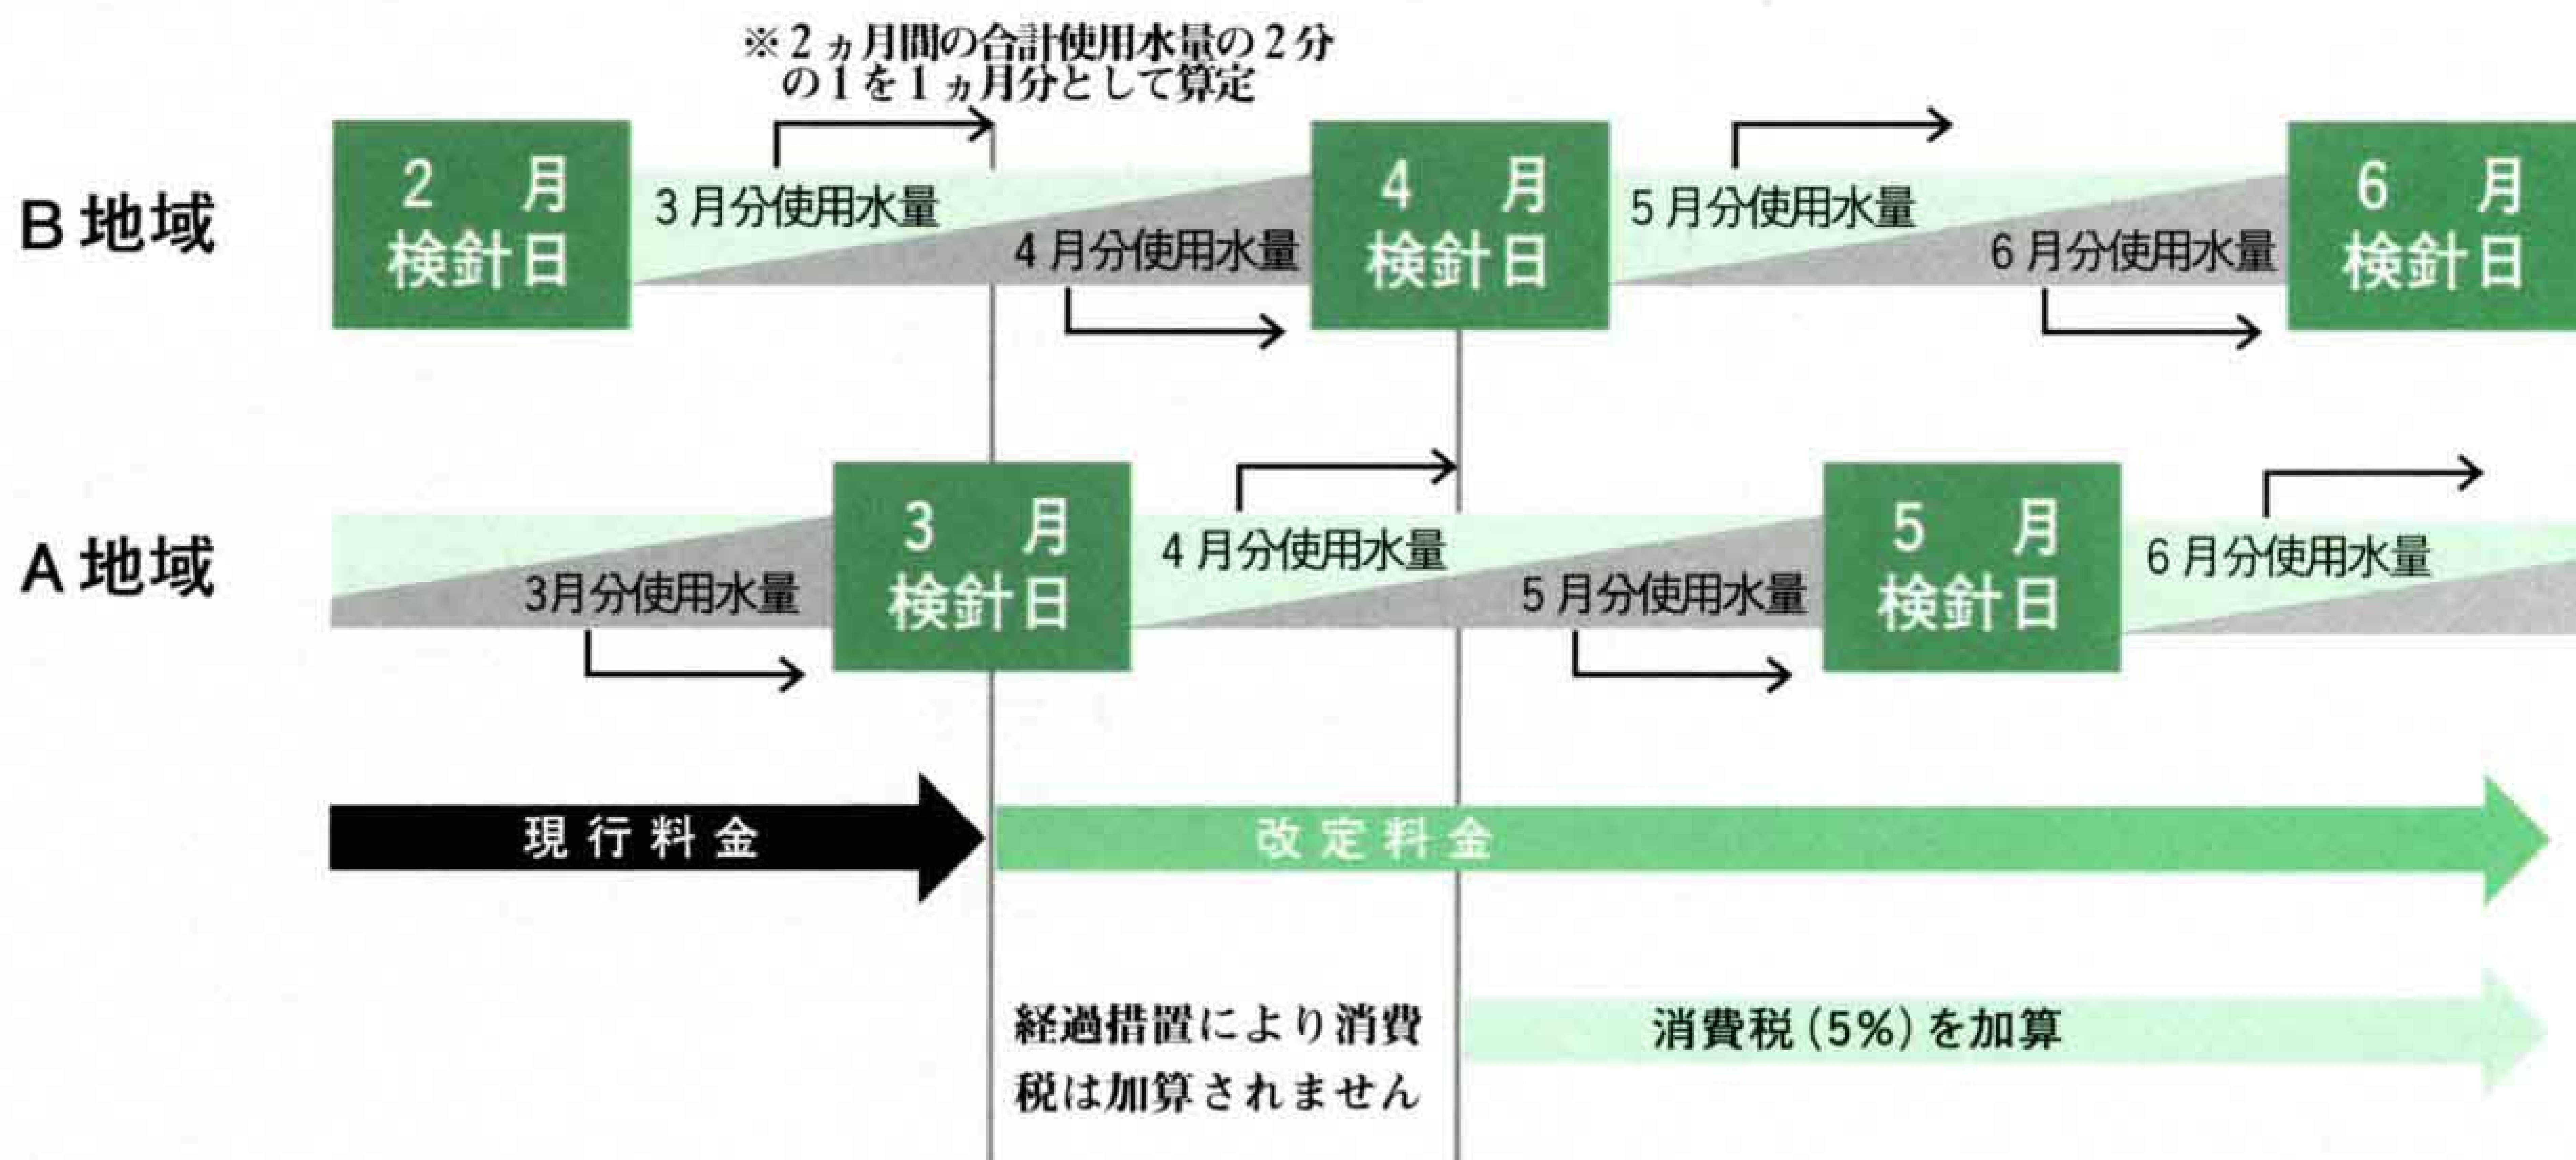 ※2ヵ月間の合計使用水量の2分
の1を1ヵ月分として算定
B地域
2月
検針日
3月分使用水量
4月分使用水量
4月
検針日
5月分使用水量
6月分使用水量
6月
検針日
A地域
3月分使用水量
3月
検針日
4月分使用水量
5月分使用水量
5月
検針日
6月分使用水量
現行料金
改定料金
経過措置により消費
税は加算されません
消費税(5%)を加算